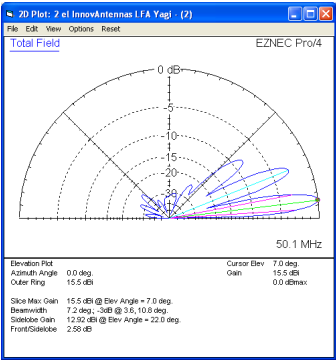 2D Plot: 2 el InnovAntennas LFA Yagi - (2)
File Edit View Options Reset
Total Field
EZNEC Pro/4
0 dB
-5
-10
-15
-20
-30
50.1 MHz
Elevation Plot
Cursor Elev 7.0 deg.
Azimuth Angle 0.0 deg.
Gain 15.5 dBi
Outer Ring 15.5 dBi
0.0 dBmax
Slice Max Gain 15.5 dBi @ Elev Angle = 7.0 deg.
Beamwidth 7.2 deg.; -3dB @ 3.6, 10.8 deg.
Sidelobe Gain 12.92 dBi @ Elev Angle = 22.0 deg.
Front/Sidelobe 2.58 dB